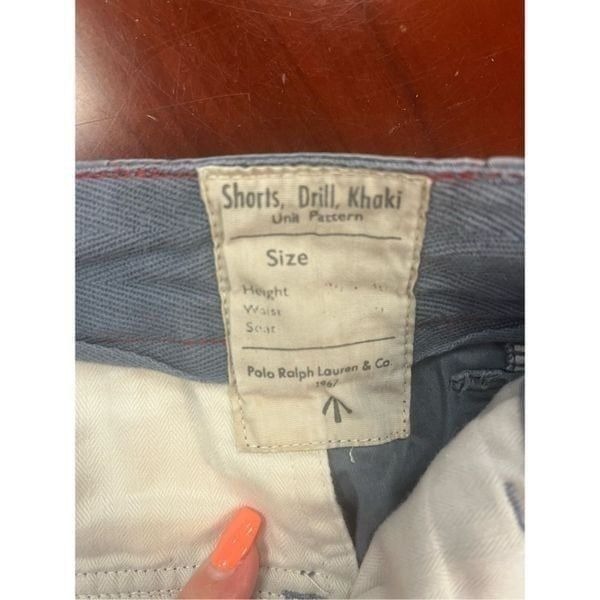 Shorts, Drill, Khaki
Unit Pattern
Size
Height
Waist
Seat
Polo Ralph Lauren & Co.
1967